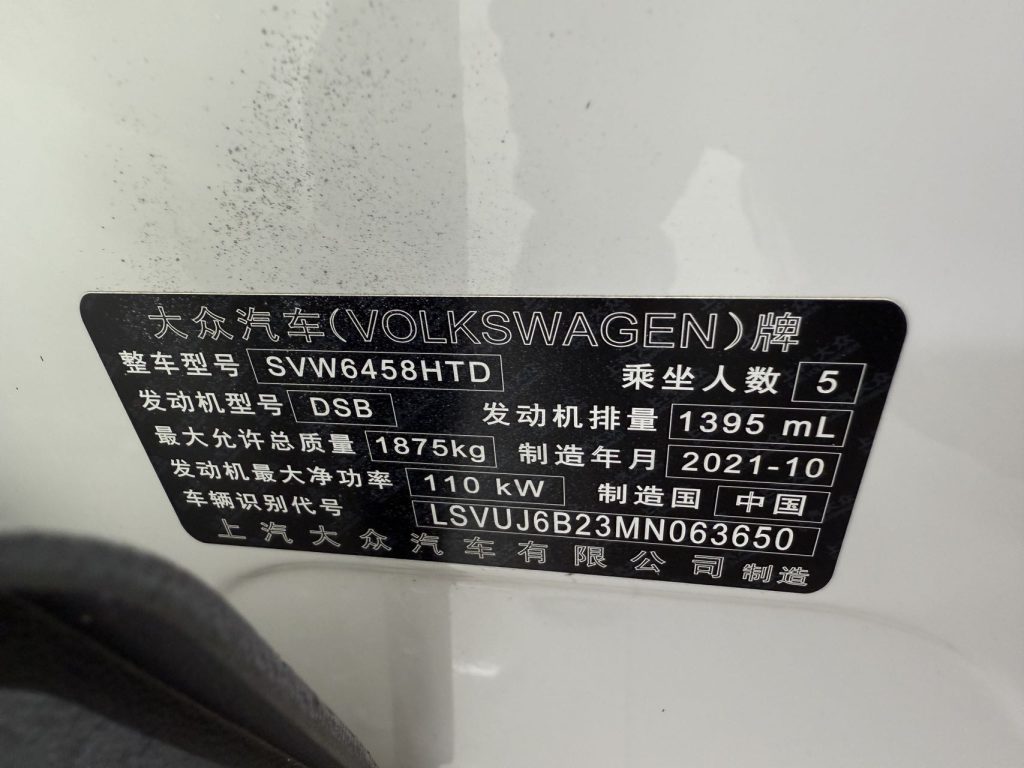 大众汽车(VOLKSWAGEN)牌
整车型号 SVW6458HTD 乘坐人数 5
发动机型号 DSB 发动机排量 1395 mL
最大允许总质量 1875kg 制造年月 2021-10
发动机最大净功率 110 kW 制造国 中国
车辆识别代号 LSVUJ6B23MN063650
上汽大众汽车有限公司 制造